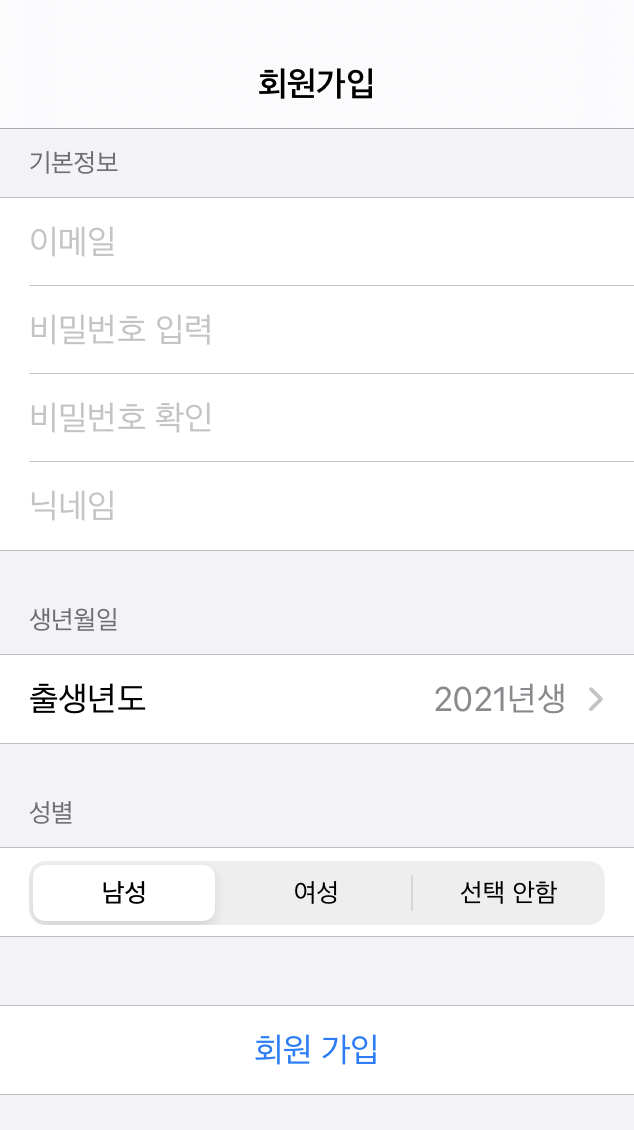 회원가입
기본정보
이메일
비밀번호 입력
비밀번호 확인
닉네임
생년월일
출생년도 2021년생
성별
남성 여성 선택 안함
회원 가입